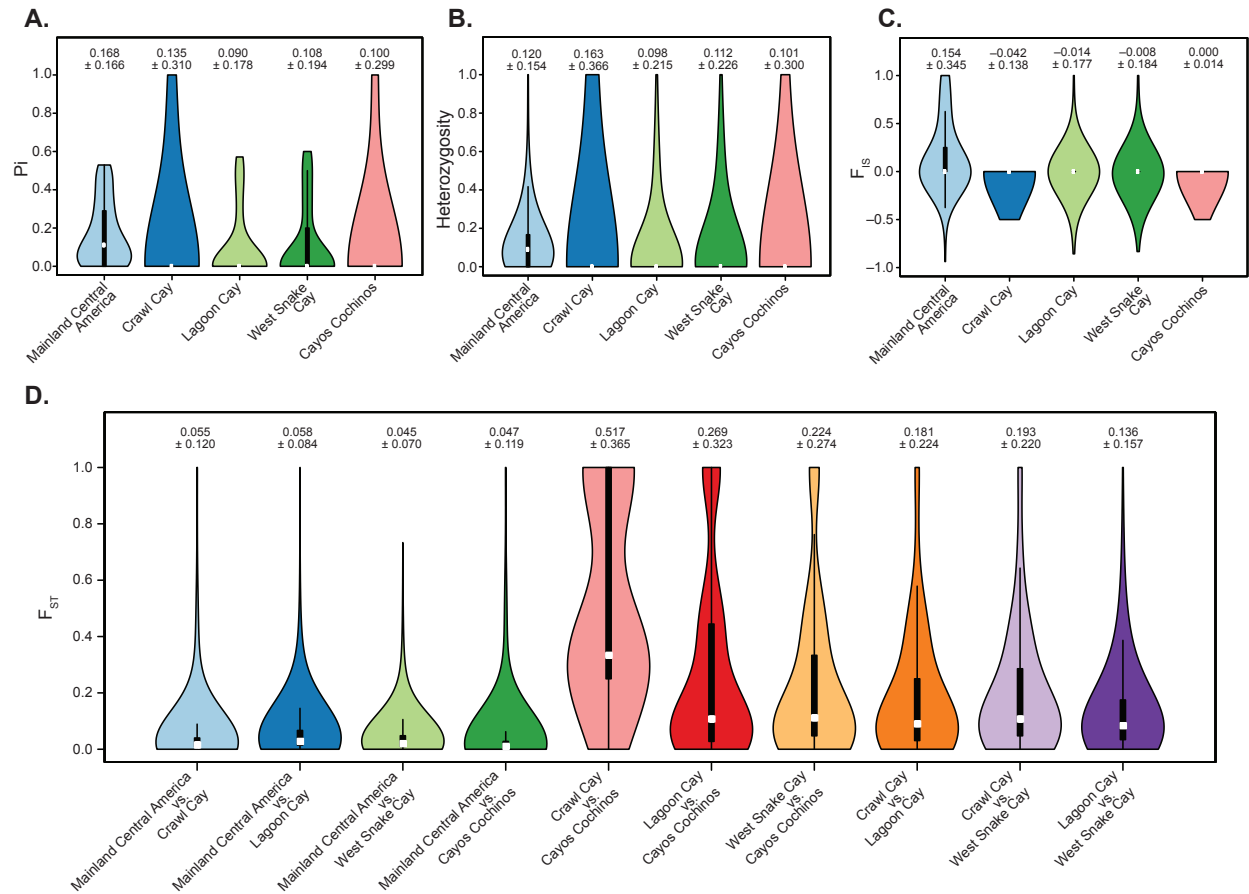 A.
0.168 0.135 0.090 0.108 0.100
± 0.166 ± 0.310 ± 0.178 ± 0.194 ± 0.299
1.0
0.8
0.6
0.4
0.2
0.0
Pi
Mainland Central
America
Crawl Cay
Lagoon Cay
West Snake
Cay
Cayos Cochinos
B.
0.120 0.163 0.098 0.112 0.101
± 0.154 ± 0.366 ± 0.215 ± 0.226 ± 0.300
1.0
0.8
0.6
0.4
0.2
0.0
Heterozygosity
Mainland Central
America
Crawl Cay
Lagoon Cay
West Snake
Cay
Cayos Cochinos
C.
0.154 −0.042 −0.014 −0.008 0.000
± 0.345 ± 0.138 ± 0.177 ± 0.184 ± 0.014
1.0
0.5
0.0
−0.5
−1.0
FIS
Mainland Central
America
Crawl Cay
Lagoon Cay
West Snake
Cay
Cayos Cochinos
D.
0.055 0.058 0.045 0.047 0.517 0.269 0.224 0.181 0.193 0.136
± 0.120 ± 0.084 ± 0.070 ± 0.119 ± 0.365 ± 0.323 ± 0.274 ± 0.224 ± 0.220 ± 0.157
1.0
0.8
0.6
0.4
0.2
0.0
FST
Mainland Central America
vs.
Crawl Cay
Mainland Central America
vs.
Lagoon Cay
Mainland Central America
vs.
West Snake Cay
Mainland Central America
vs.
Cayos Cochinos
Crawl Cay
vs.
Cayos Cochinos
Lagoon Cay
vs.
Cayos Cochinos
West Snake Cay
vs.
Cayos Cochinos
Crawl Cay
vs.
Lagoon Cay
Crawl Cay
vs.
West Snake Cay
Lagoon Cay
vs.
West Snake Cay